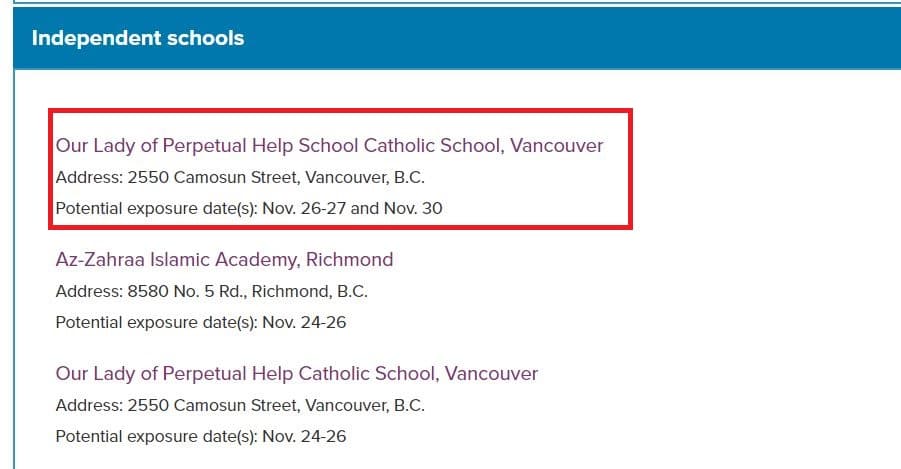 Independent schools
Our Lady of Perpetual Help School Catholic School, Vancouver
Address: 2550 Camosun Street, Vancouver, B.C.
Potential exposure date(s): Nov. 26-27 and Nov. 30
Az-Zahraa Islamic Academy, Richmond
Address: 8580 No. 5 Rd., Richmond, B.C.
Potential exposure date(s): Nov. 24-26
Our Lady of Perpetual Help Catholic School, Vancouver
Address: 2550 Camosun Street, Vancouver, B.C.
Potential exposure date(s): Nov. 24-26